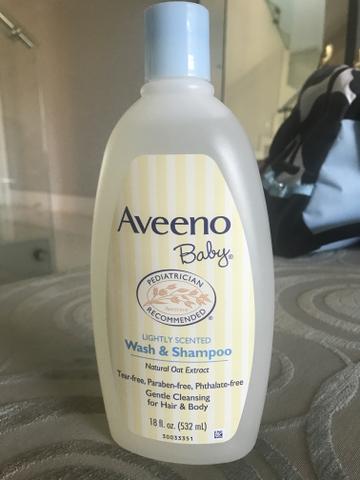 Aveeno
Baby®
PEDIATRICIAN
RECOMMENDED®
LIGHTLY SCENTED
Wash & Shampoo
Natural Oat Extract
Tear-free, Paraben-free, Phthalate-free
Gentle Cleansing
for Hair & Body
18 fl. oz. (532 mL)
30033351